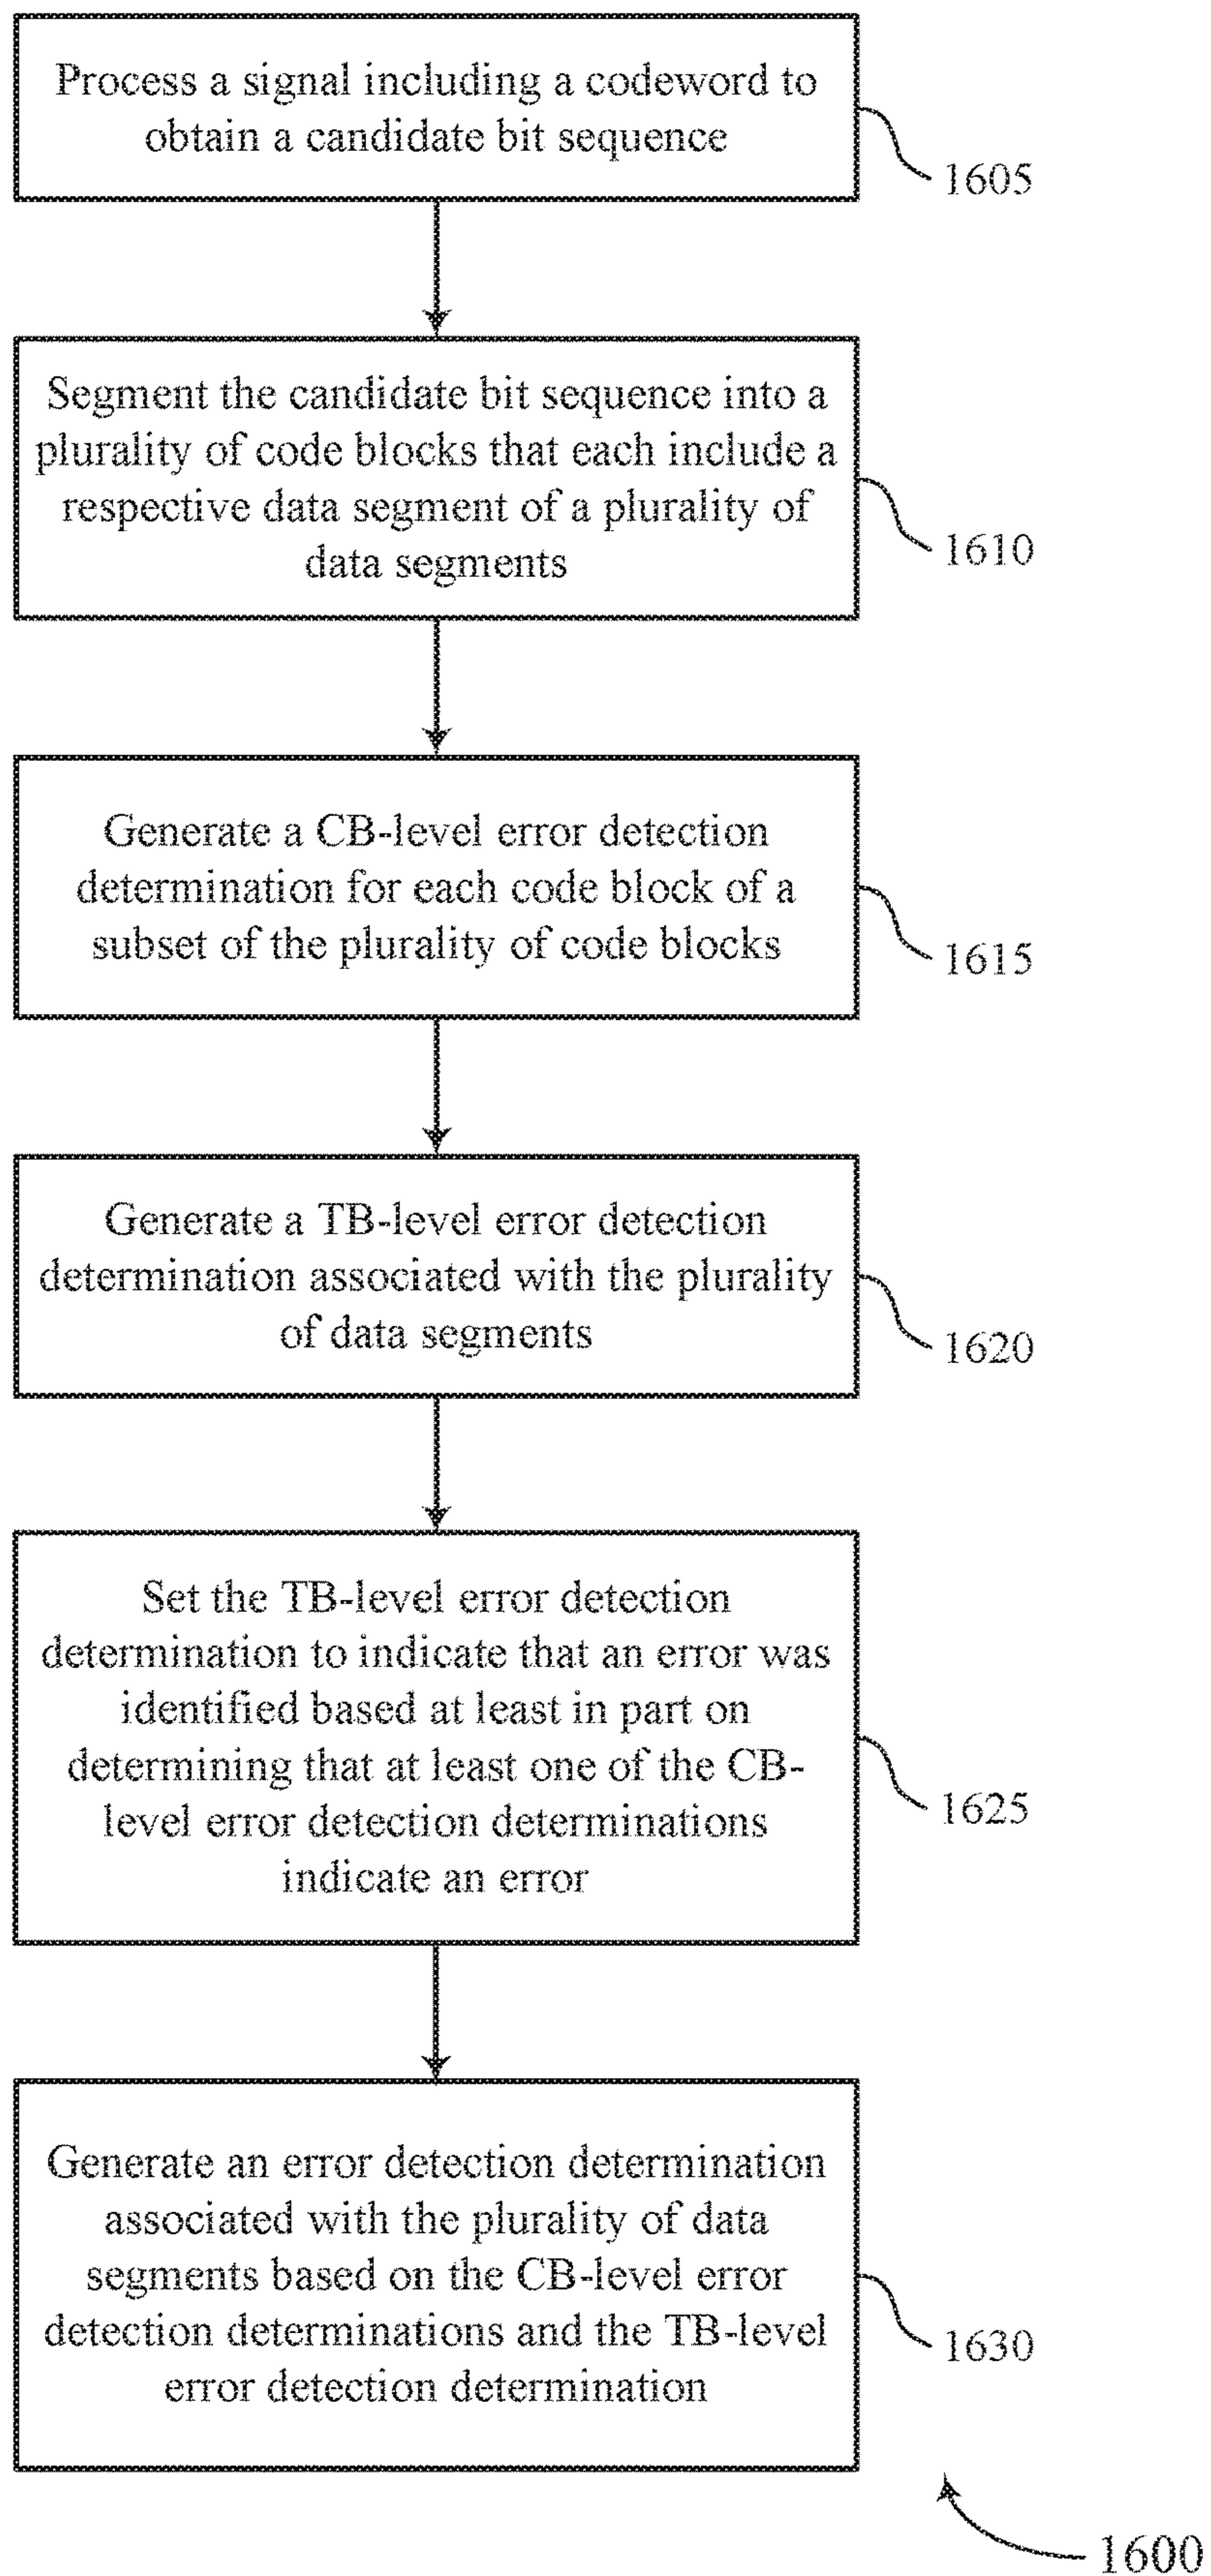 Process a signal including a codeword to
obtain a candidate bit sequence
1605
Segment the candidate bit sequence into a
plurality of code blocks that each include a
respective data segment of a plurality of
data segments
1610
Generate a CB-level error detection
determination for each code block of a
subset of the plurality of code blocks
1615
Generate a TB-level error detection
determination associated with the plurality
of data segments
1620
Set the TB-level error detection
determination to indicate that an error was
identified based at least in part on
determining that at least one of the CB-
level error detection determinations
indicate an error
1625
Generate an error detection determination
associated with the plurality of data
segments based on the CB-level error
detection determinations and the TB-level
error detection determination
1630
1600